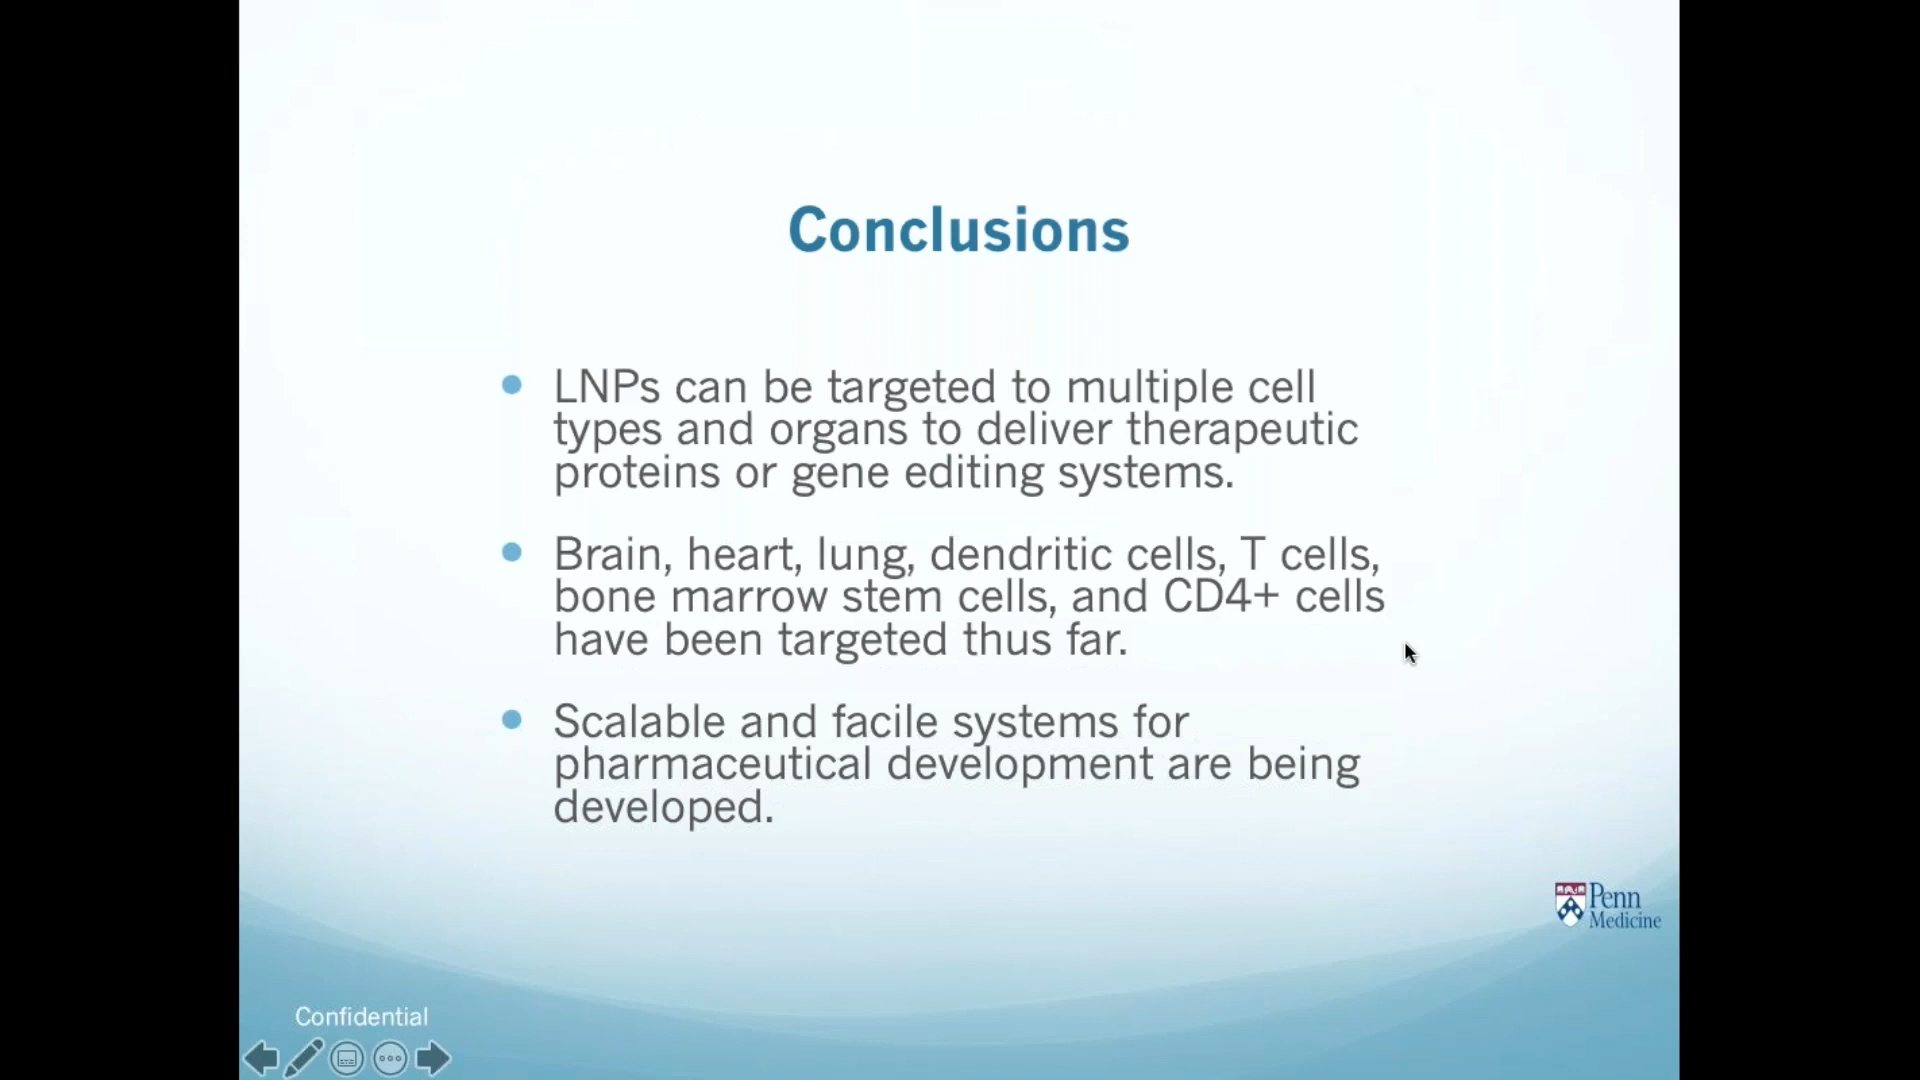 Conclusions
LNPs can be targeted to multiple cell
types and organs to deliver therapeutic
proteins or gene editing systems.
Brain, heart, lung, dendritic cells, T cells,
bone marrow stem cells, and CD4+ cells
have been targeted thus far.
Scalable and facile systems for
pharmaceutical development are being
developed.
Penn
Medicine
Confidential